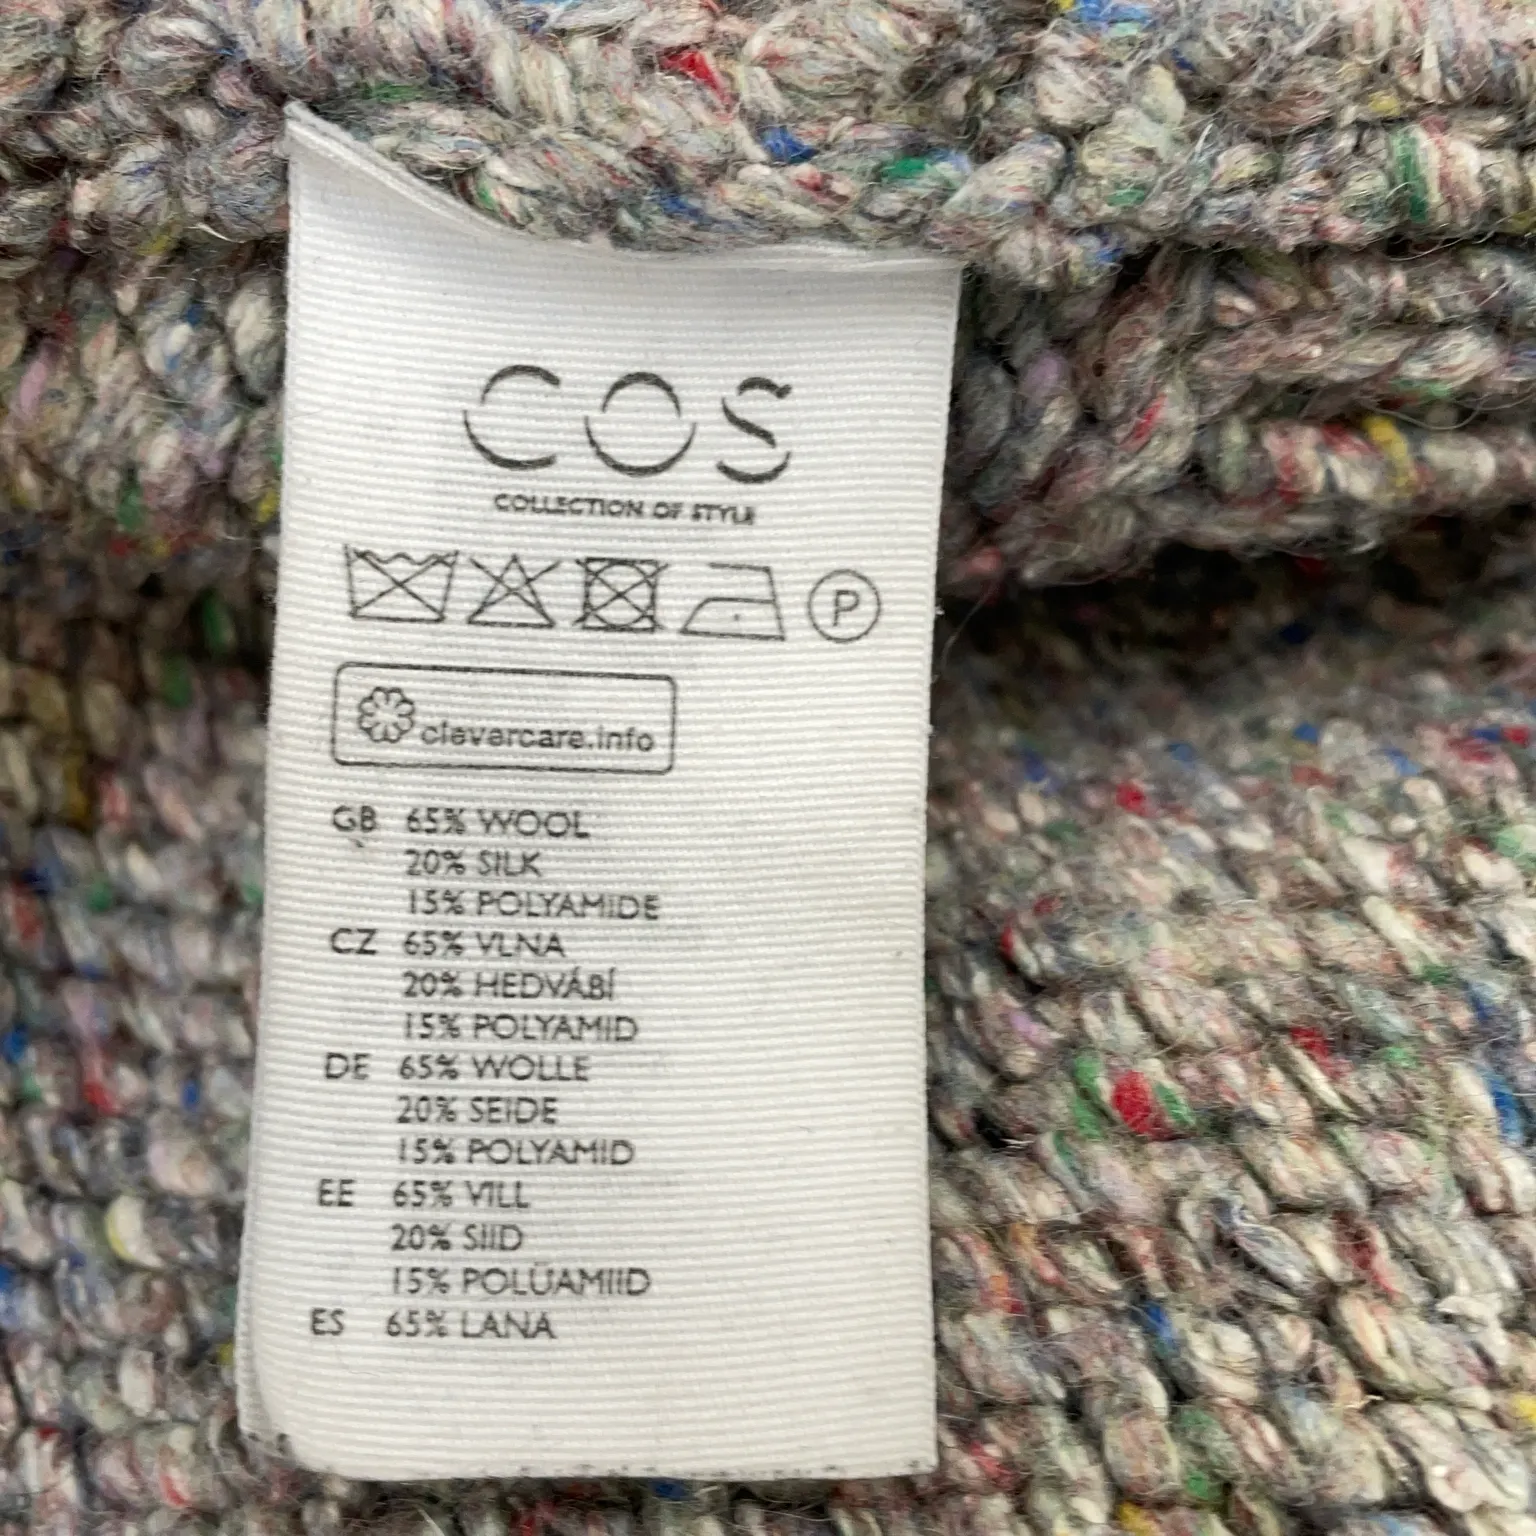 COS
COLLECTION OF STYLE
P
clevercare.info
GB 65% WOOL
20% SILK
15% POLYAMIDE
CZ 65% VLNA
20% HEDVÁBÍ
15% POLYAMID
DE 65% WOLLE
20% SEIDE
15% POLYAMID
EE 65% VILL
20% SIID
15% POLÜAMIID
ES 65% LANA